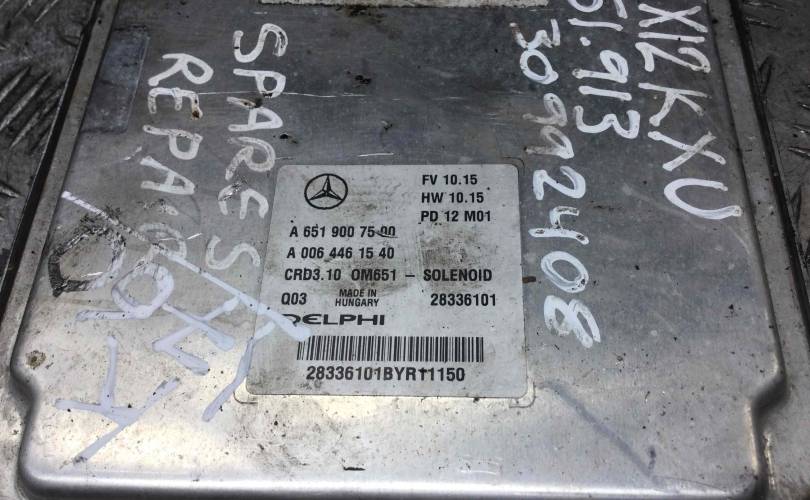 X12KXU
51.913
30992408
SPARES
REPAIR
FV 10.15
HW 10.15
PD 12 M01
A 651 900 75 00
A 006 446 15 40
CRD3.10 OM651 – SOLENOID
Q03 MADE IN HUNGARY 28336101
DELPHI
28336101BYR11150